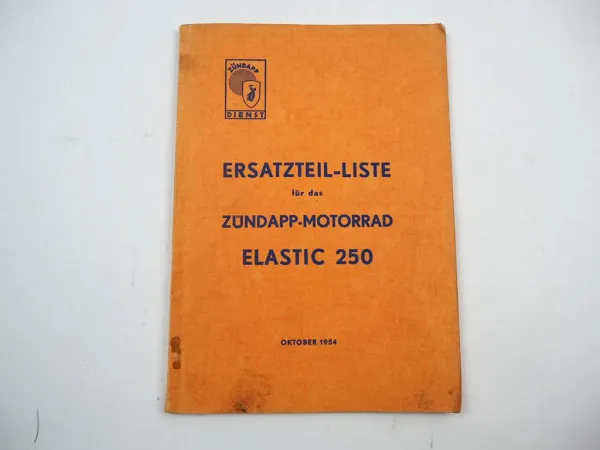 ZÜNDAPP
DIENST
ERSATZTEIL-LISTE
für das
ZÜNDAPP-MOTORRAD
ELASTIC 250
OKTOBER 1954